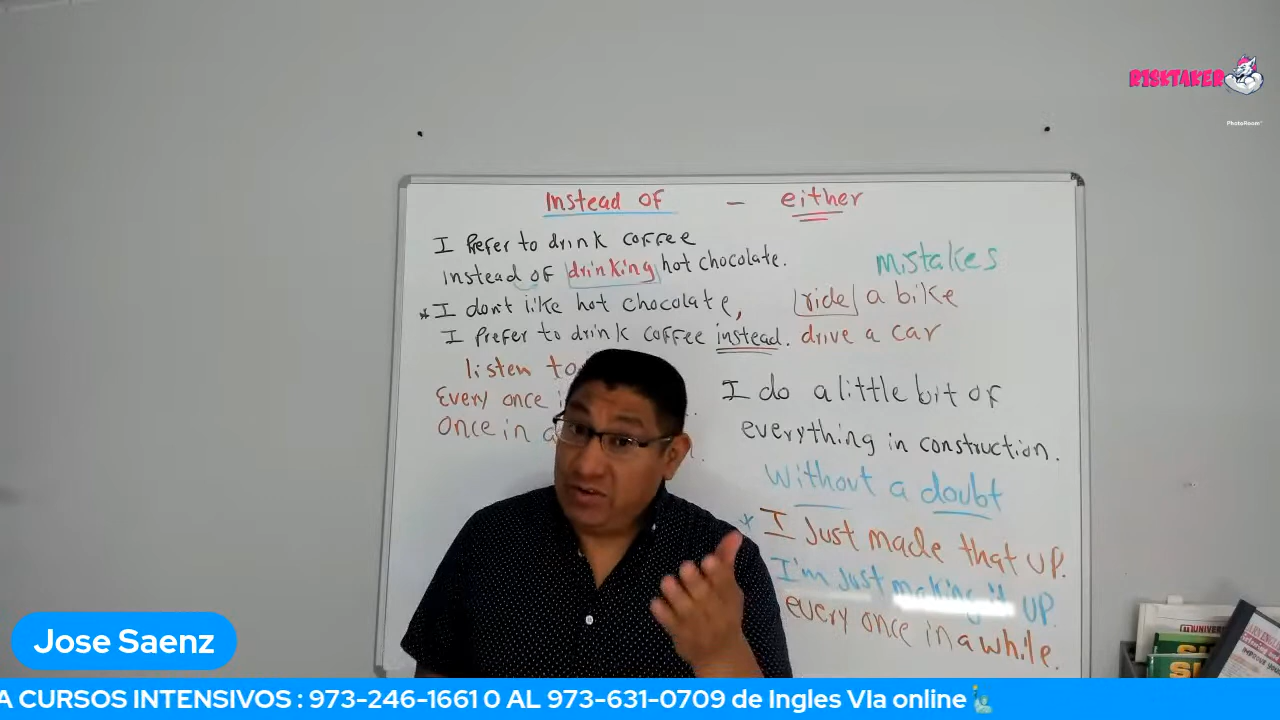 RISKTAKER
PhotoRoom
Instead of - either
I Prefer to drink coffee
instead of drinking hot chocolate.
* I don't like hot chocolate,
I prefer to drink coffee instead.
listen to
Every once i
Once in a
mistakes
ride a bike
drive a car
I do a little bit of
everything in construction.
Without a doubt
* I Just made that up.
I'm Just making it up.
every once in a while.
UNIVER
Jose Saenz
A CURSOS INTENSIVOS : 973-246-1661 O AL 973-631-0709 de Ingles VIa online